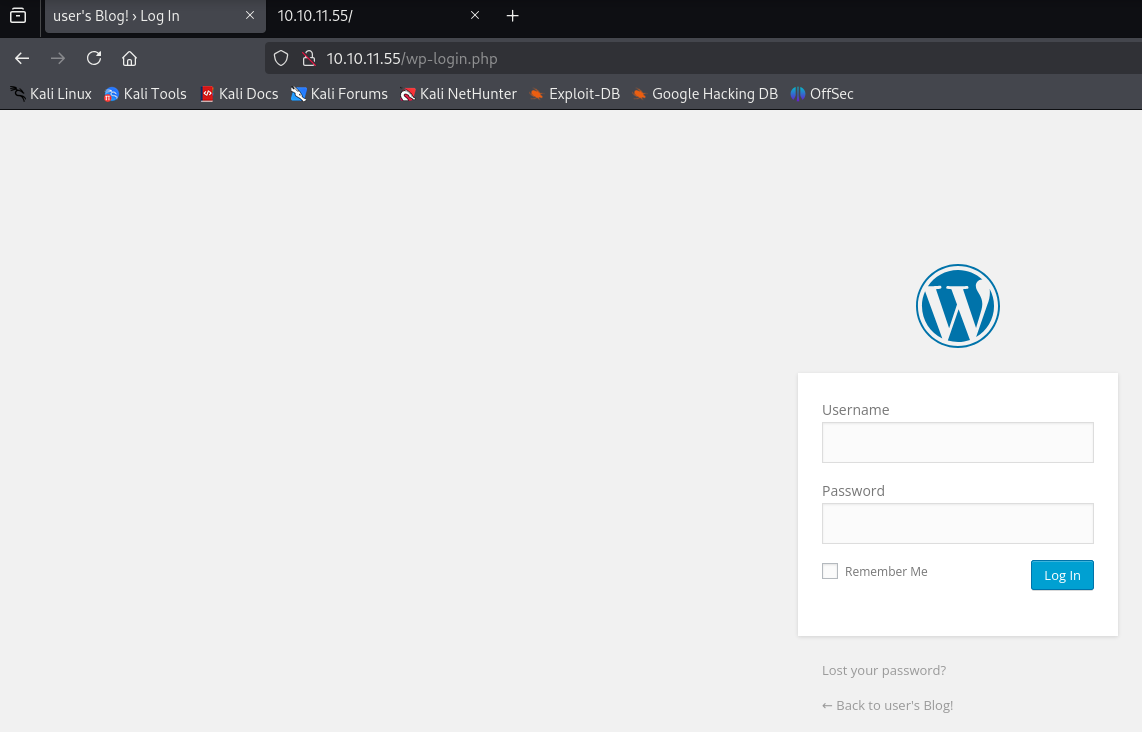 user's Blog! › Log In
10.10.11.55/
10.10.11.55/wp-login.php
Kali Linux Kali Tools Kali Docs Kali Forums Kali NetHunter Exploit-DB Google Hacking DB OffSec
Username
Password
Remember Me Log In
Lost your password?
← Back to user's Blog!